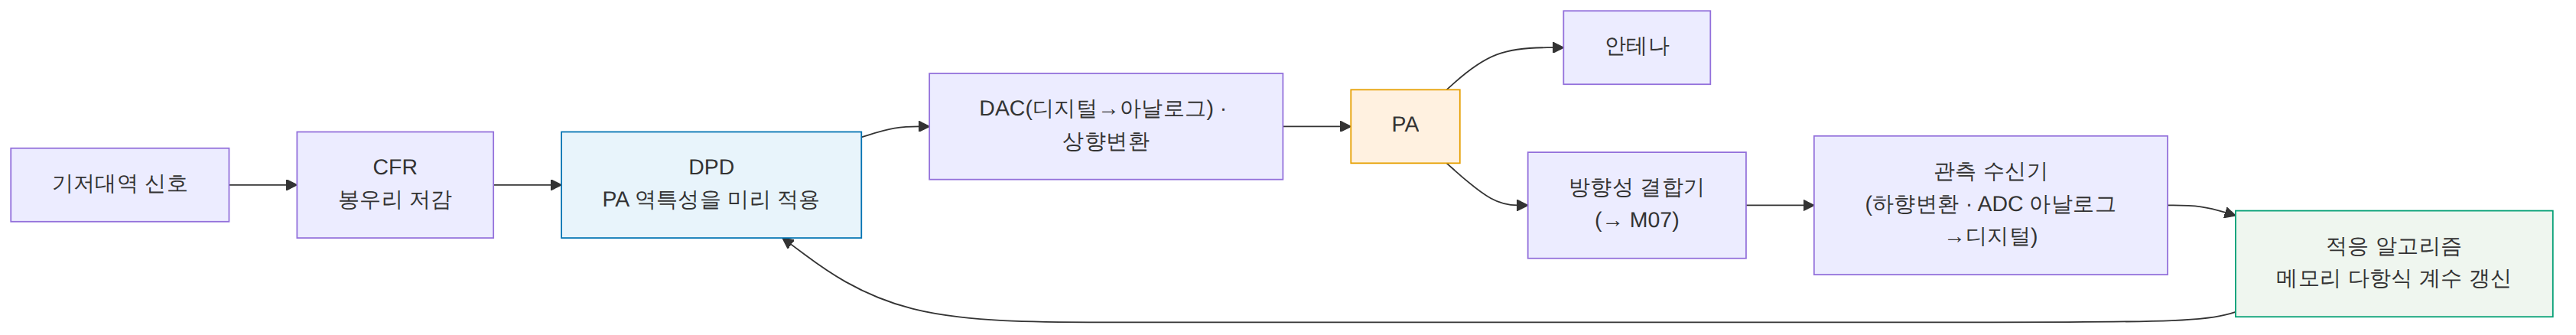 기저대역 신호
CFR
봉우리 저감
DPD
PA 역특성을 미리 적용
DAC(디지털→아날로그) ·
상향변환
PA
안테나
방향성 결합기
(→ M07)
관측 수신기
(하향변환 · ADC 아날로그
→디지털)
적응 알고리즘
메모리 다항식 계수 갱신